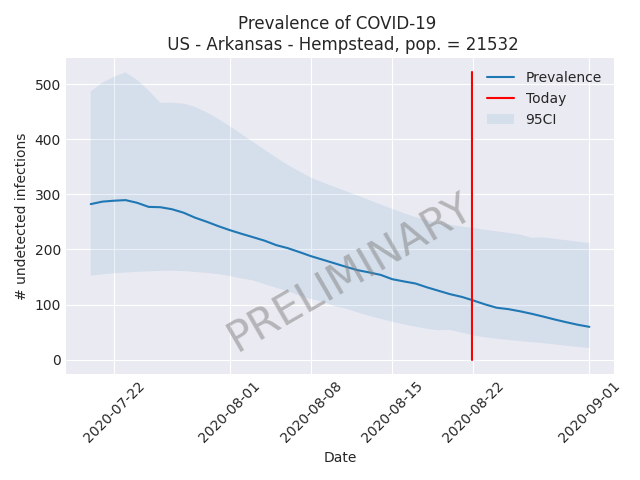 Prevalence of COVID-19
US - Arkansas - Hempstead, pop. = 21532
Prevalence
Today
95CI
# undetected infections
500
400
300
200
100
0
PRELIMINARY
2020-07-22
2020-08-01
2020-08-08
2020-08-15
2020-08-22
2020-09-01
Date